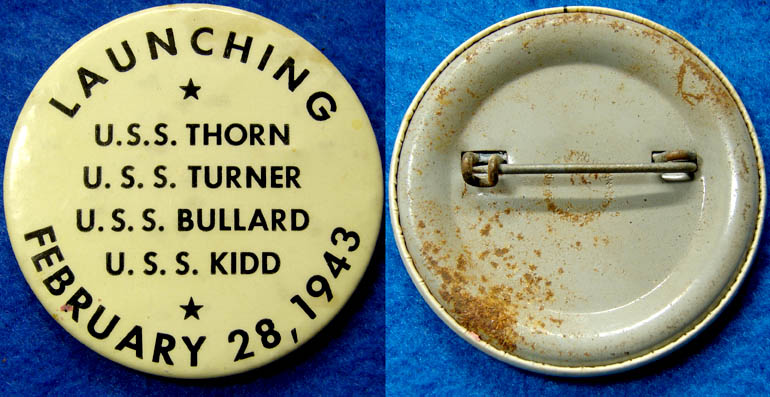 LAUNCHING
U.S.S. THORN
U. S. S. TURNER
U.S.S. BULLARD
U. S. S. KIDD
FEBRUARY 28, 1943